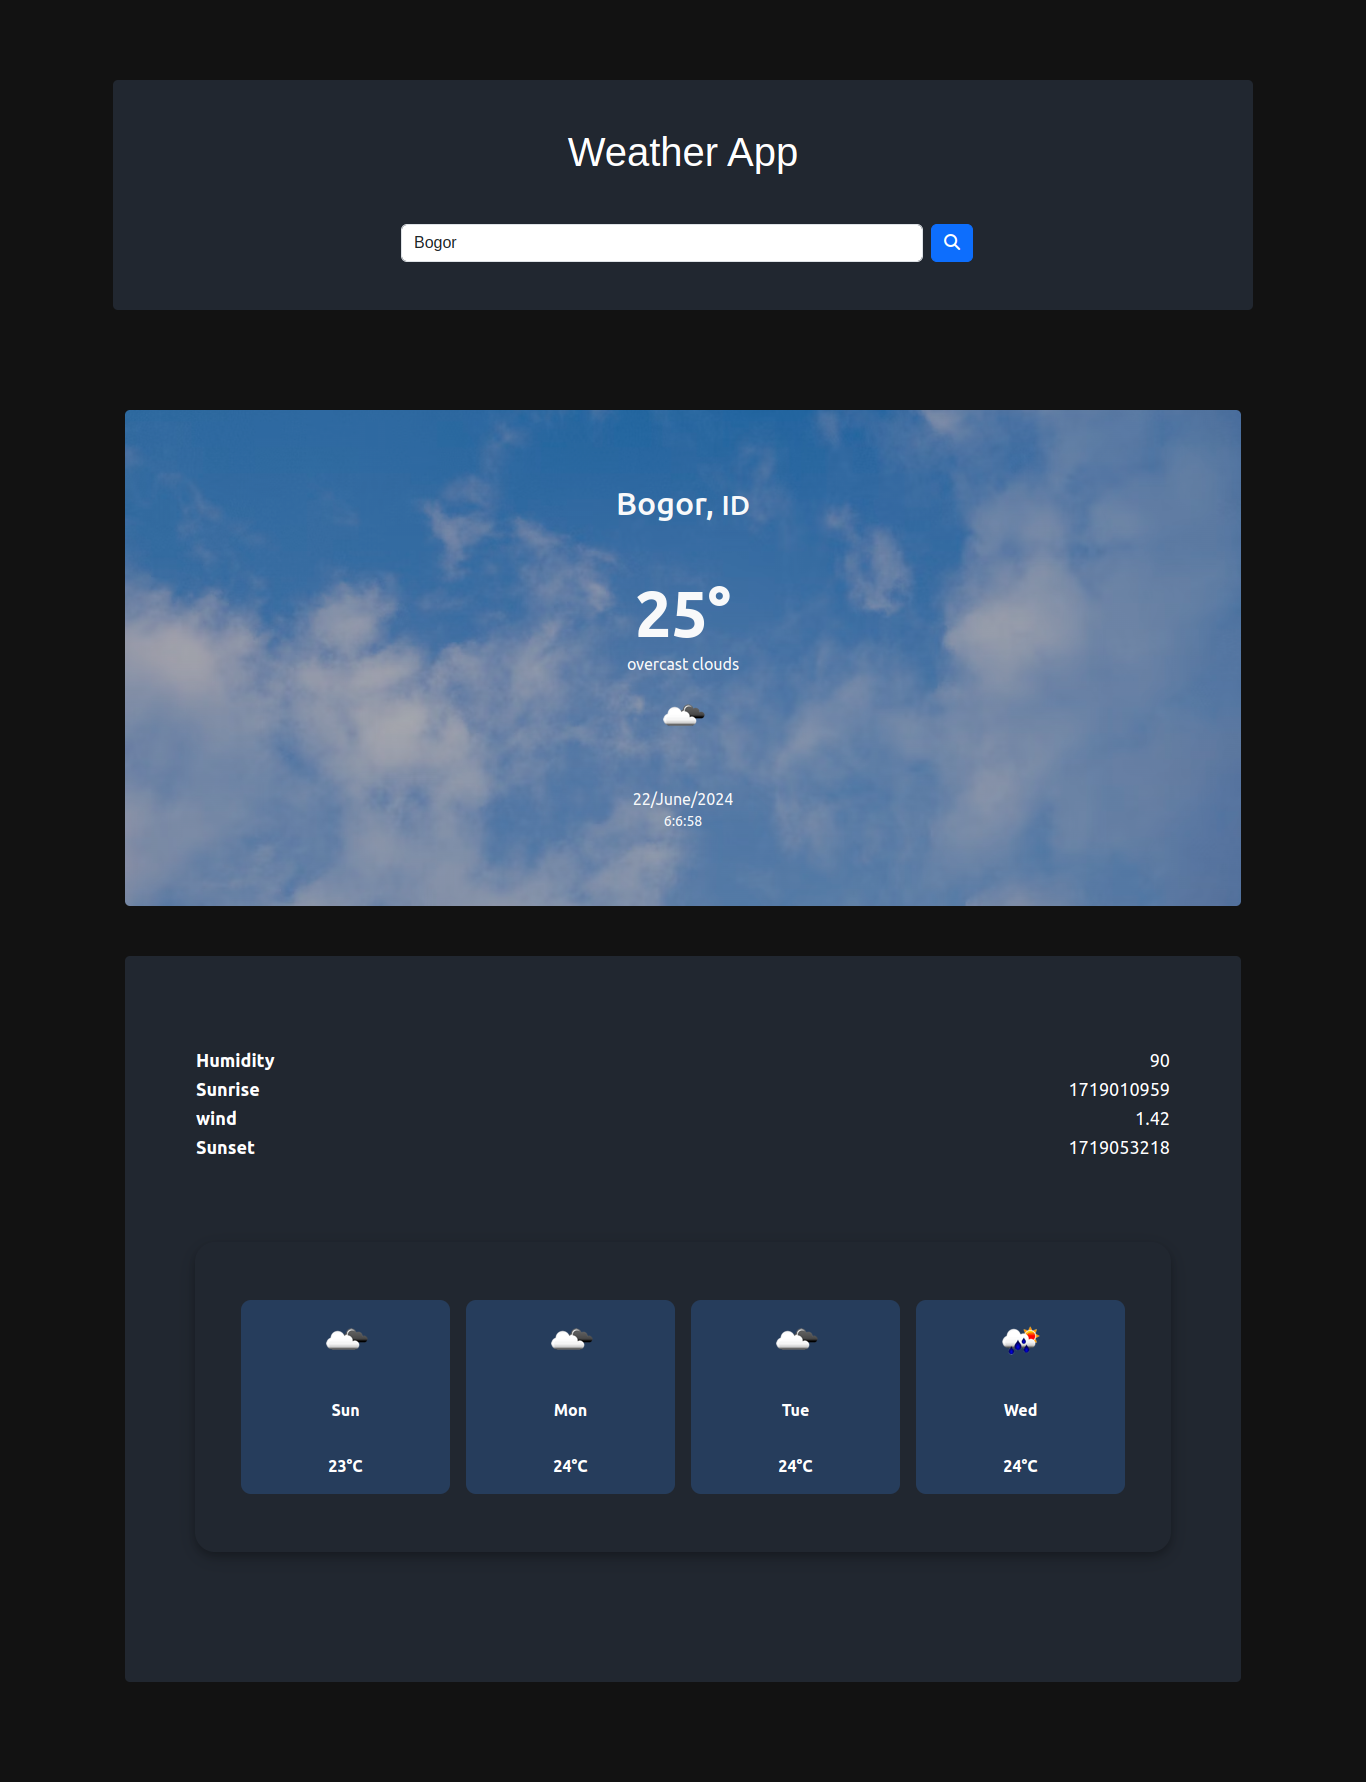 Weather App
Bogor
Bogor, ID
25°
overcast clouds
22/June/2024
6:6:58
Humidity 90
Sunrise 1719010959
wind 1.42
Sunset 1719053218
Sun Mon Tue Wed
23°C 24°C 24°C 24°C